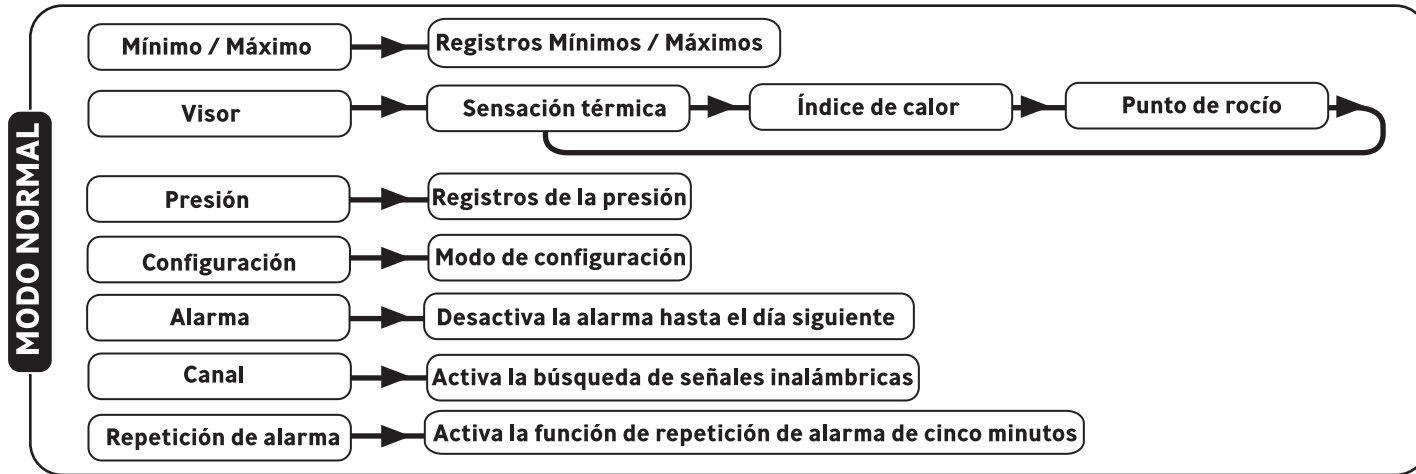 MODO NORMAL
Mínimo / Máximo
Registros Mínimos / Máximos
Visor
Sensación térmica
Índice de calor
Punto de rocío
Presión
Registros de la presión
Configuración
Modo de configuración
Alarma
Desactiva la alarma hasta el día siguiente
Canal
Activa la búsqueda de señales inalámbricas
Repetición de alarma
Activa la función de repetición de alarma de cinco minutos